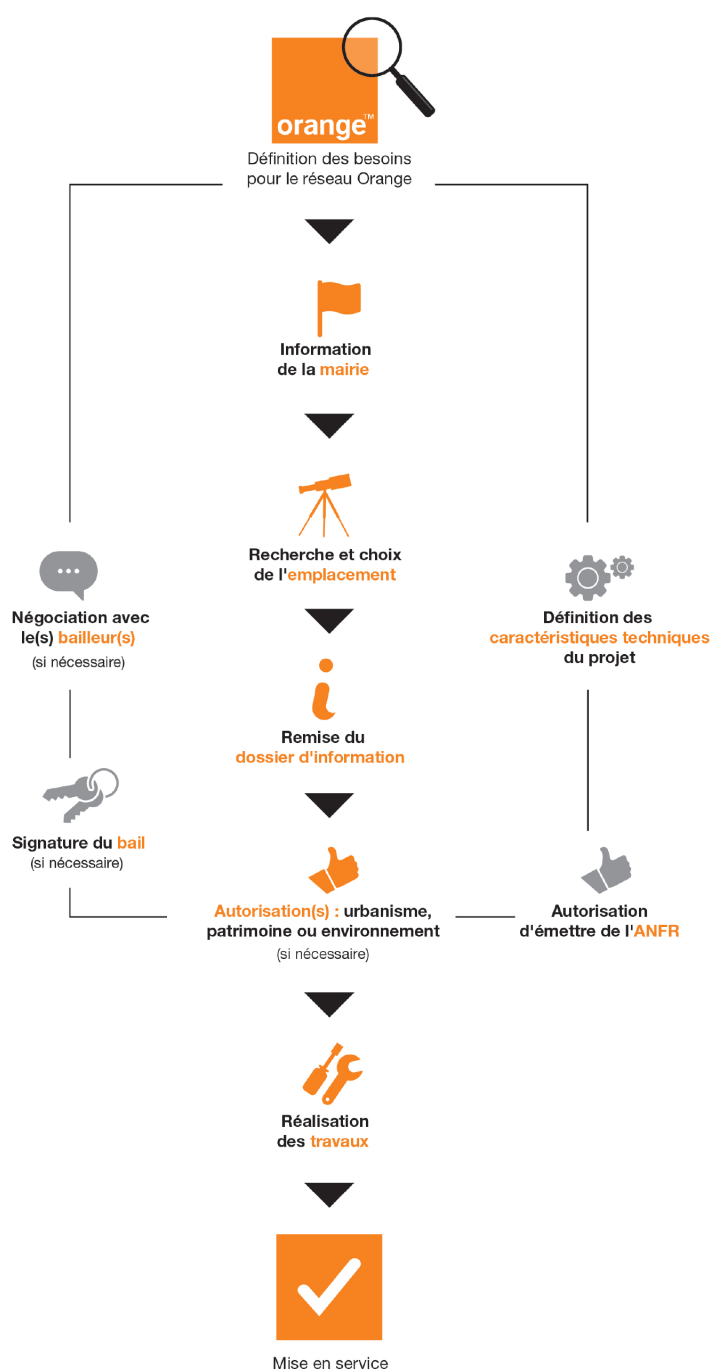 orange™
Définition des besoins
pour le réseau Orange
Information
de la mairie
Recherche et choix
de l'emplacement
Négociation avec
le(s) bailleur(s)
(si nécessaire)
Définition des
caractéristiques techniques
du projet
Remise du
dossier d'information
Signature du bail
(si nécessaire)
Autorisation(s) : urbanisme,
patrimoine ou environnement
(si nécessaire)
Autorisation
d'émettre de l'ANFR
Réalisation
des travaux
Mise en service